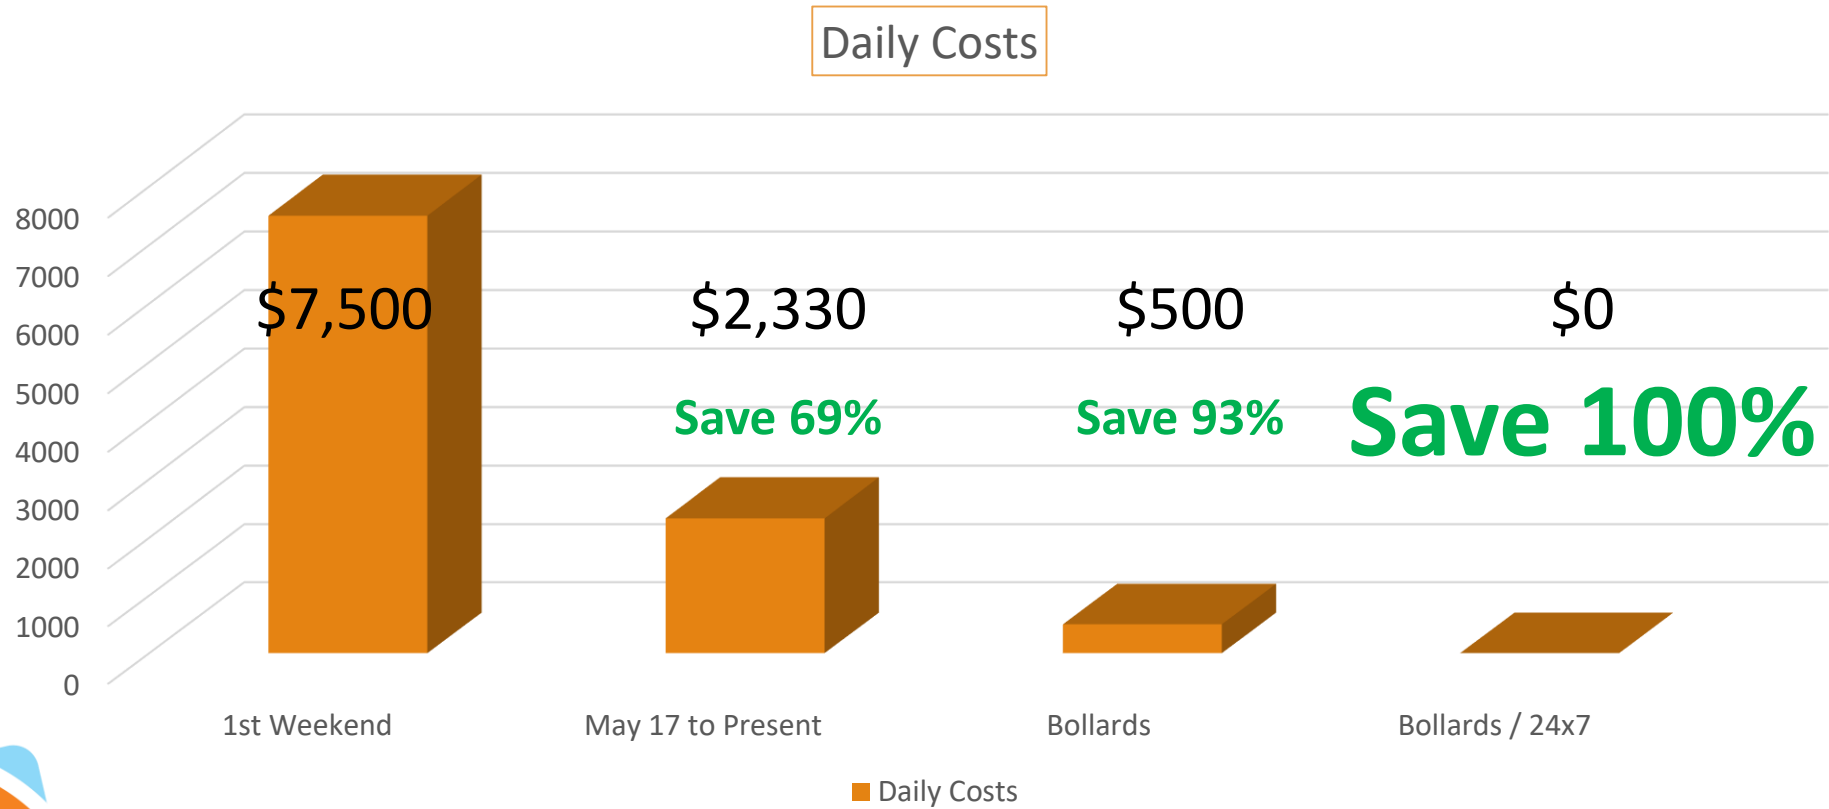 Daily Costs
8000
7000
6000
5000
4000
3000
2000
1000
0
$7,500
$2,330
$500
$0
Save 69%
Save 93%
Save 100%
1st Weekend
May 17 to Present
Bollards
Bollards / 24x7
Daily Costs